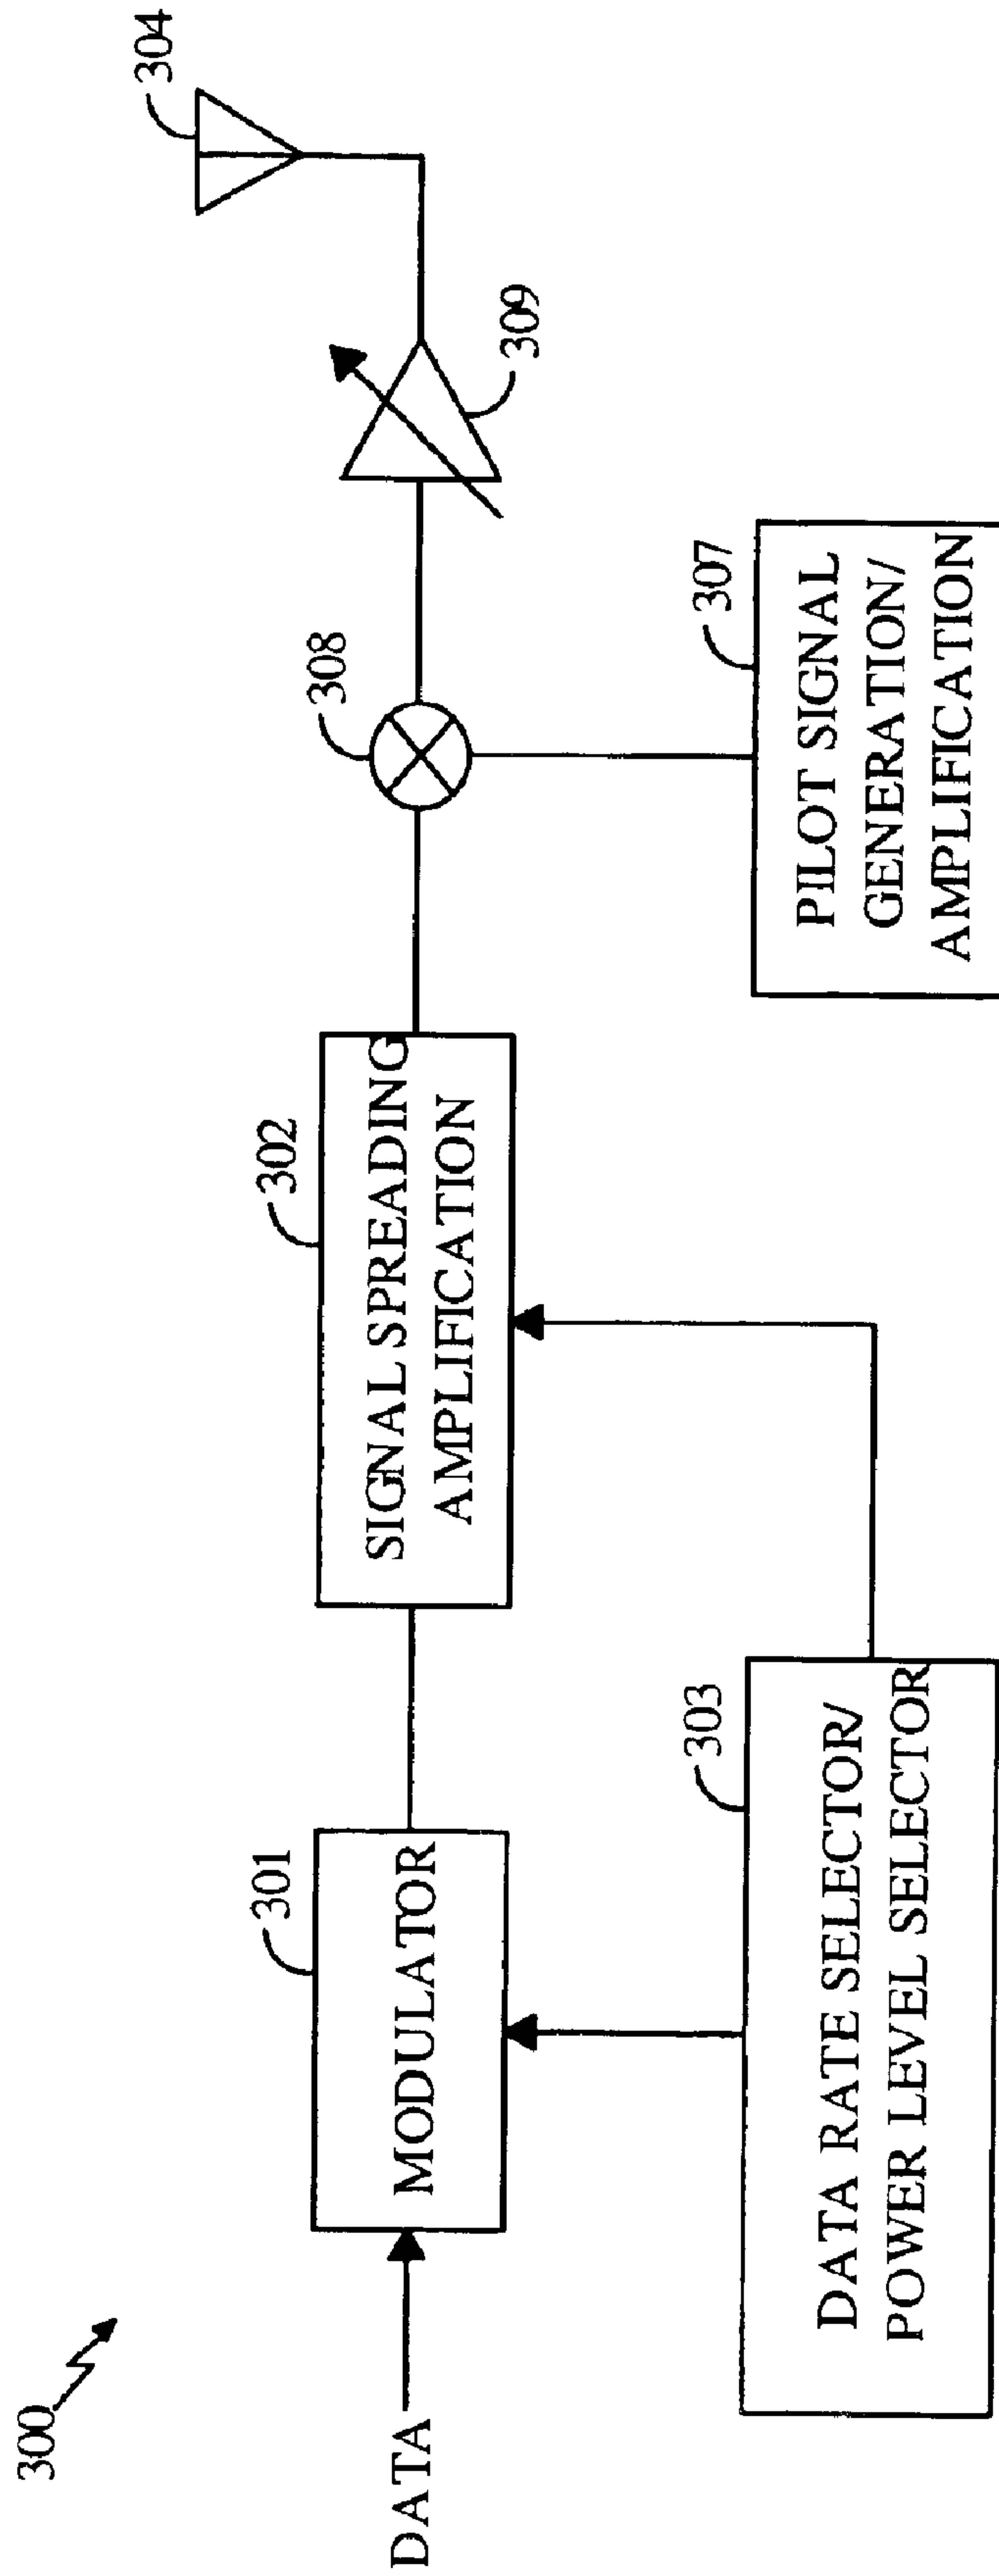 300
DATA
301
MODULATOR
302
SIGNAL SPREADING
AMPLIFICATION
308
309
304
303
DATA RATE SELECTOR/
POWER LEVEL SELECTOR
307
PILOT SIGNAL
GENERATION/
AMPLIFICATION